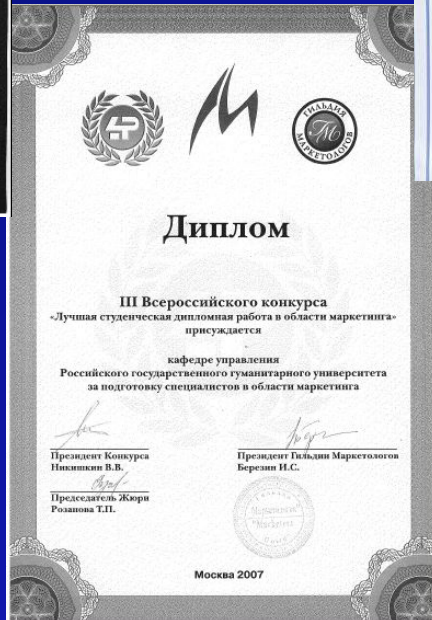 ГИЛЬДИЯ
МАРКЕТОЛОГОВ
Диплом
III Всероссийского конкурса
«Лучшая студенческая дипломная работа в области маркетинга»
присуждается
кафедре управления
Российского государственного гуманитарного университета
за подготовку специалистов в области маркетинга
Президент Конкурса
Никишкин В.В.
Президент Гильдии Маркетологов
Березин И.С.
Председатель Жюри
Розанова Т.П.
Москва 2007